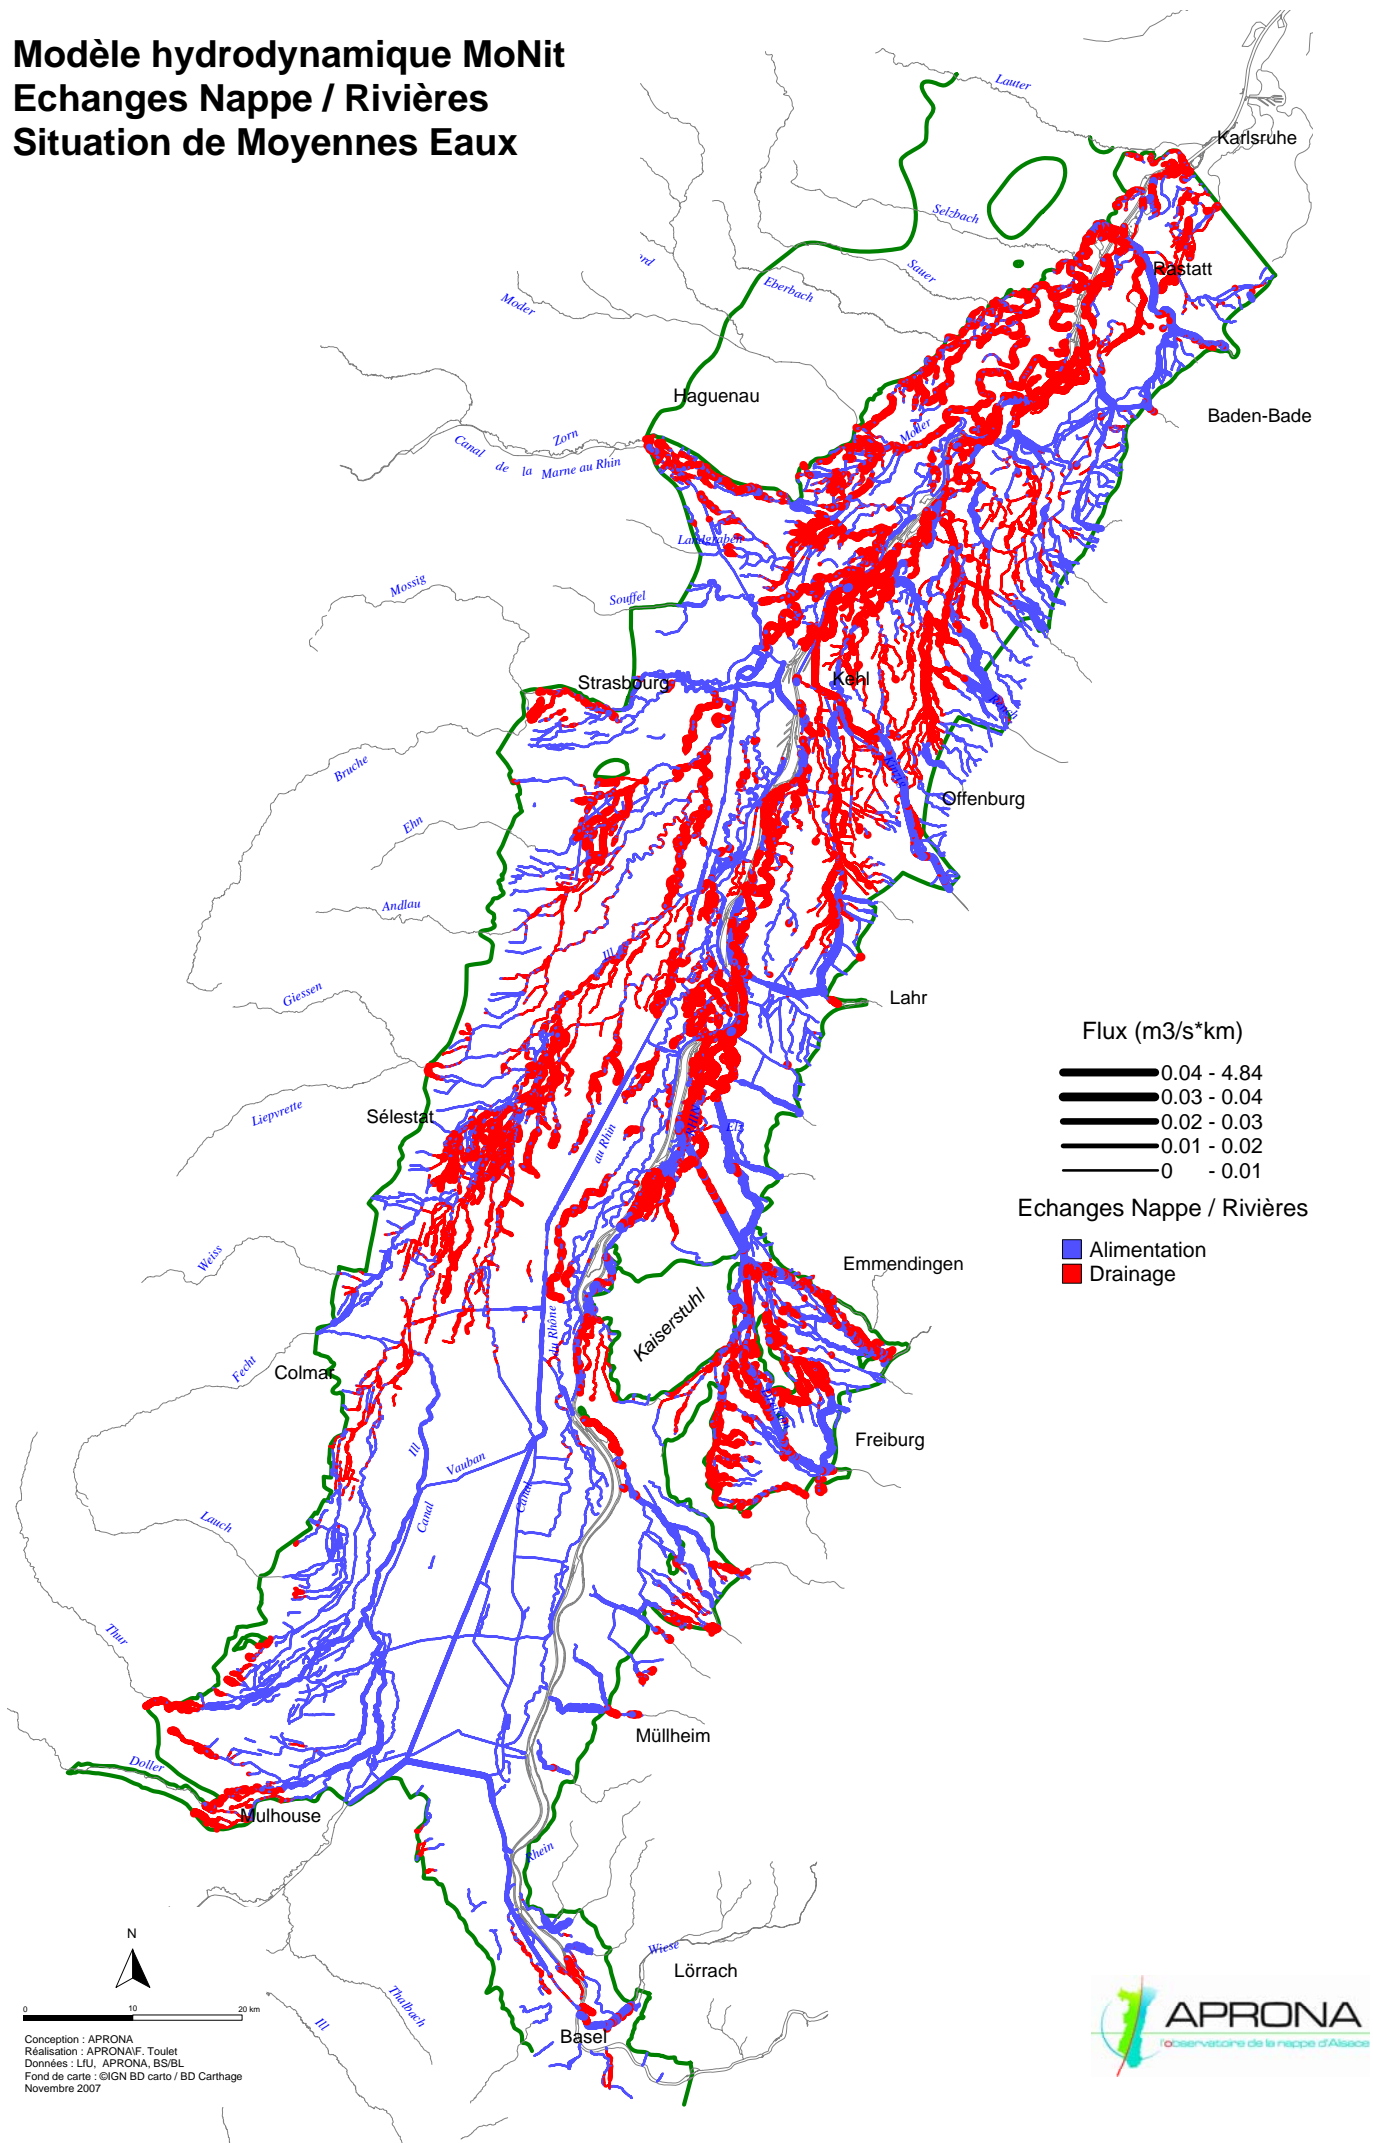 Modèle hydrodynamique MoNit
Echanges Nappe / Rivières
Situation de Moyennes Eaux
Lauter
Karlsruhe
Selzbach
Sauer
Rastatt
Eberbach
Moder
Haguenau
Baden-Bade
Moder
Zorn
Canal de la Marne au Rhin
Landgraben
Mossig
Souffel
Strasbourg
Kehl
Bruche
Offenburg
Ehn
Andlau
Ill
Giessen
Lahr
Flux (m3/s*km)
0.04 - 4.84
0.03 - 0.04
0.02 - 0.03
0.01 - 0.02
0 - 0.01
Echanges Nappe / Rivières
Alimentation
Drainage
Liepvrette
Sélestat
au Rhin
Weiss
Emmendingen
Kaiserstuhl
du Rhône
Fecht
Colmar
Freiburg
Ill
Vauban
Canal
Canal
Lauch
Thur
Müllheim
Doller
Mulhouse
Rhein
Wiese
Lörrach
Thalbach
Ill
Basel
N
0 10 20 km
Conception : APRONA
Réalisation : APRONA\F. Toulet
Données : LfU, APRONA, BS/BL
Fond de carte : ©IGN BD carto / BD Carthage
Novembre 2007
APRONA
l'observatoire de la nappe d'Alsace